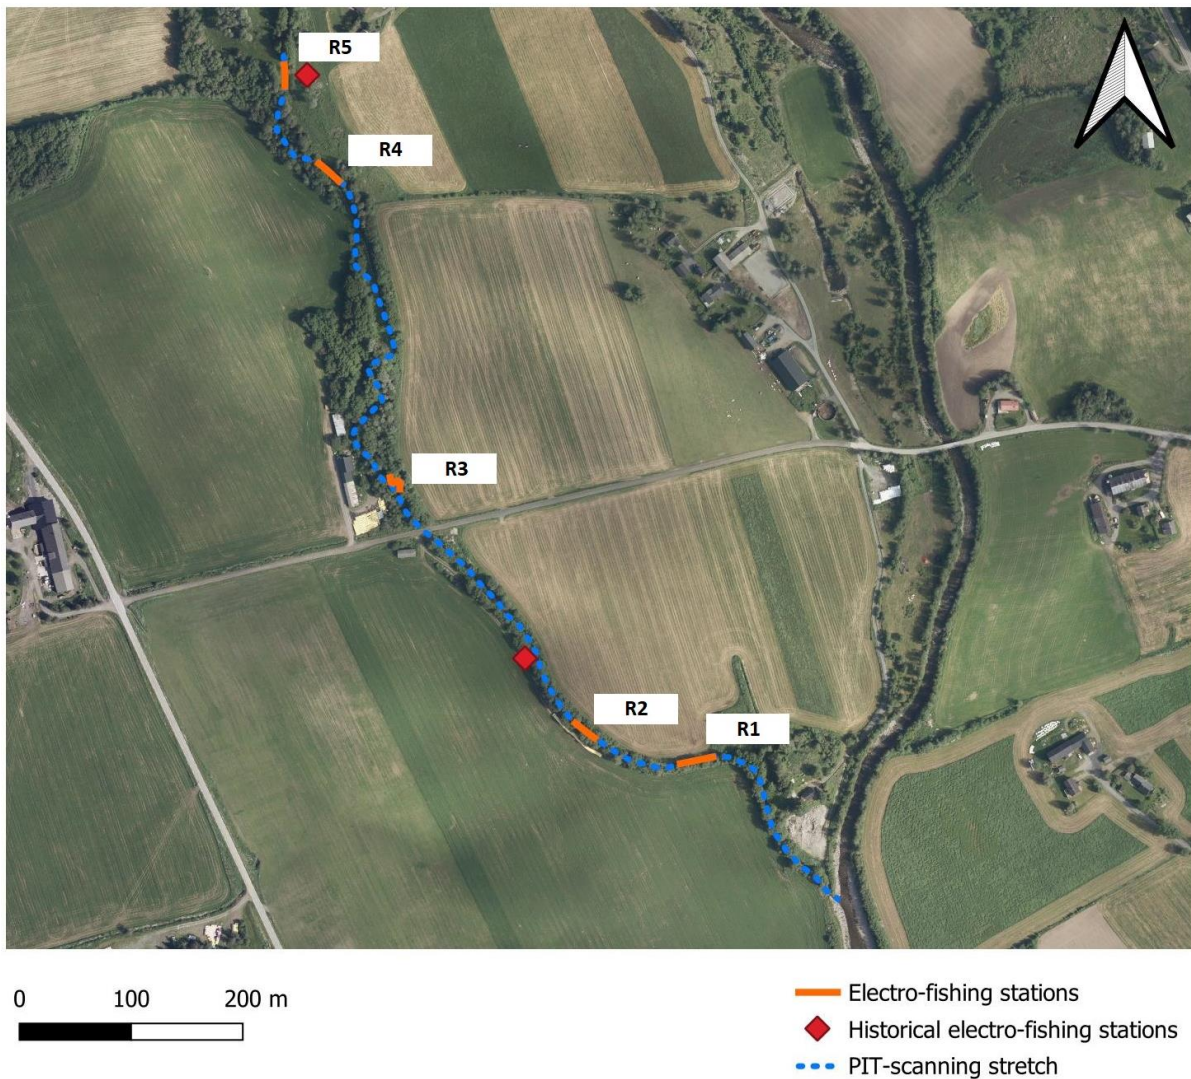 R5
R4
R3
R2
R1
0 100 200 m
Electro-fishing stations
Historical electro-fishing stations
PIT-scanning stretch